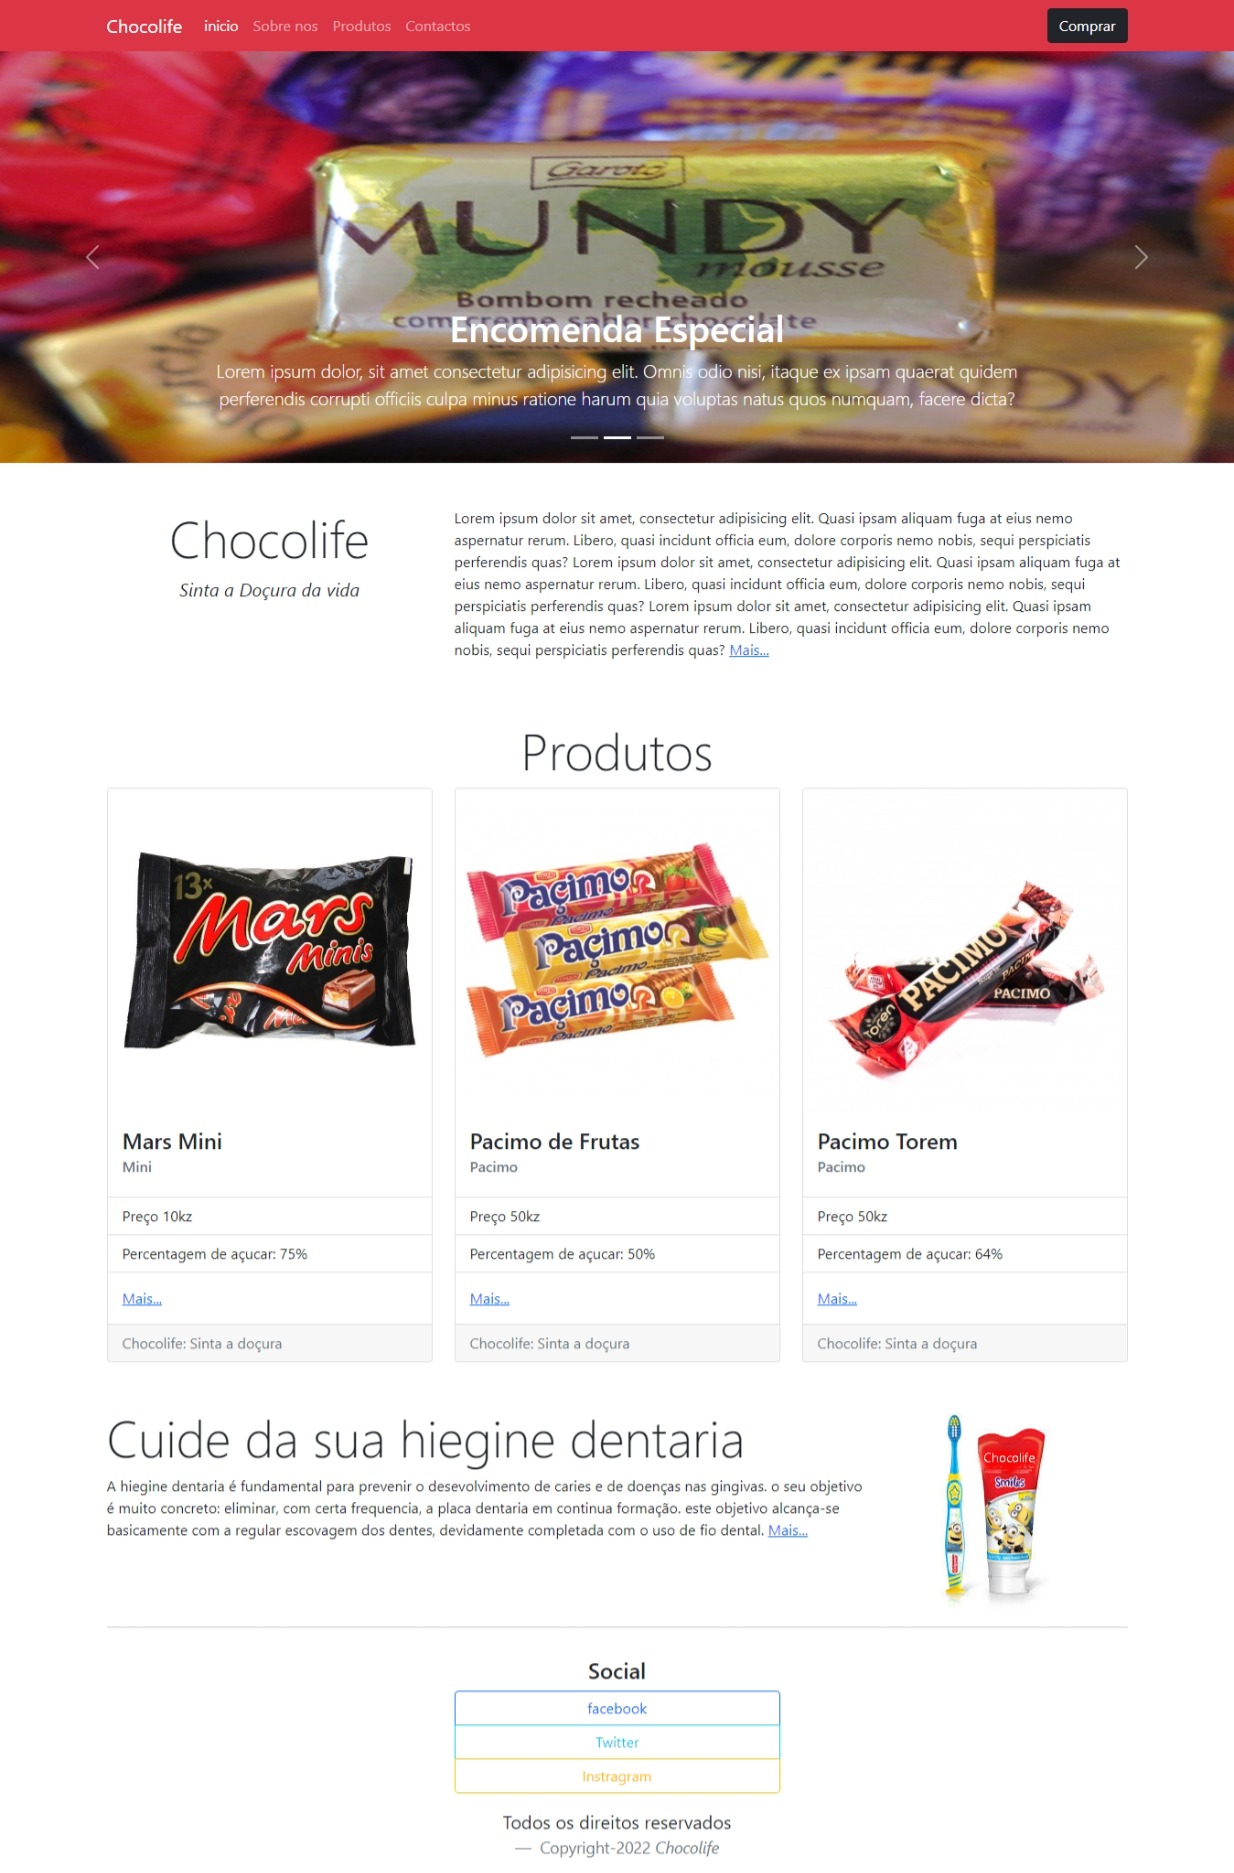 Chocolife inicio Sobre nos Produtos Contactos Comprar
Garoto
MUNDY
mousse
Bombom recheado
com creme sabor chocolate
Encomenda Especial
Lorem ipsum dolor, sit amet consectetur adipisicing elit. Omnis odio nisi, itaque ex ipsam quaerat quidem
perferendis corrupti officiis culpa minus ratione harum quia voluptas natus quos numquam, facere dicta?
Chocolife
Sinta a Doçura da vida
Lorem ipsum dolor sit amet, consectetur adipisicing elit. Quasi ipsam aliquam fuga at eius nemo
aspernatur rerum. Libero, quasi incidunt officia eum, dolore corporis nemo nobis, sequi perspiciatis
perferendis quas? Lorem ipsum dolor sit amet, consectetur adipisicing elit. Quasi ipsam aliquam fuga at
eius nemo aspernatur rerum. Libero, quasi incidunt officia eum, dolore corporis nemo nobis, sequi
perspiciatis perferendis quas? Lorem ipsum dolor sit amet, consectetur adipisicing elit. Quasi ipsam
aliquam fuga at eius nemo aspernatur rerum. Libero, quasi incidunt officia eum, dolore corporis nemo
nobis, sequi perspiciatis perferendis quas? Mais...
Produtos
13x
Mars
Minis
Mars Mini
Mini
Preço 10kz
Percentagem de açucar: 75%
Mais...
Chocolife: Sinta a doçura
Paçimo
Paçimo
Paçimo
Pacimo de Frutas
Pacimo
Preço 50kz
Percentagem de açucar: 50%
Mais...
Chocolife: Sinta a doçura
PACIMO
PACIMO
Toren
Pacimo Torem
Pacimo
Preço 50kz
Percentagem de açucar: 64%
Mais...
Chocolife: Sinta a doçura
Cuide da sua hiegine dentaria
A hiegine dentaria é fundamental para prevenir o desevolvimento de caries e de doenças nas gingivas. o seu objetivo
é muito concreto: eliminar, com certa frequencia, a placa dentaria em continua formação. este objetivo alcança-se
basicamente com a regular escovagem dos dentes, devidamente completada com o uso de fio dental. Mais...
Chocolife
Smiles
Social
facebook
Twitter
Instragram
Todos os direitos reservados
— Copyright-2022 Chocolife